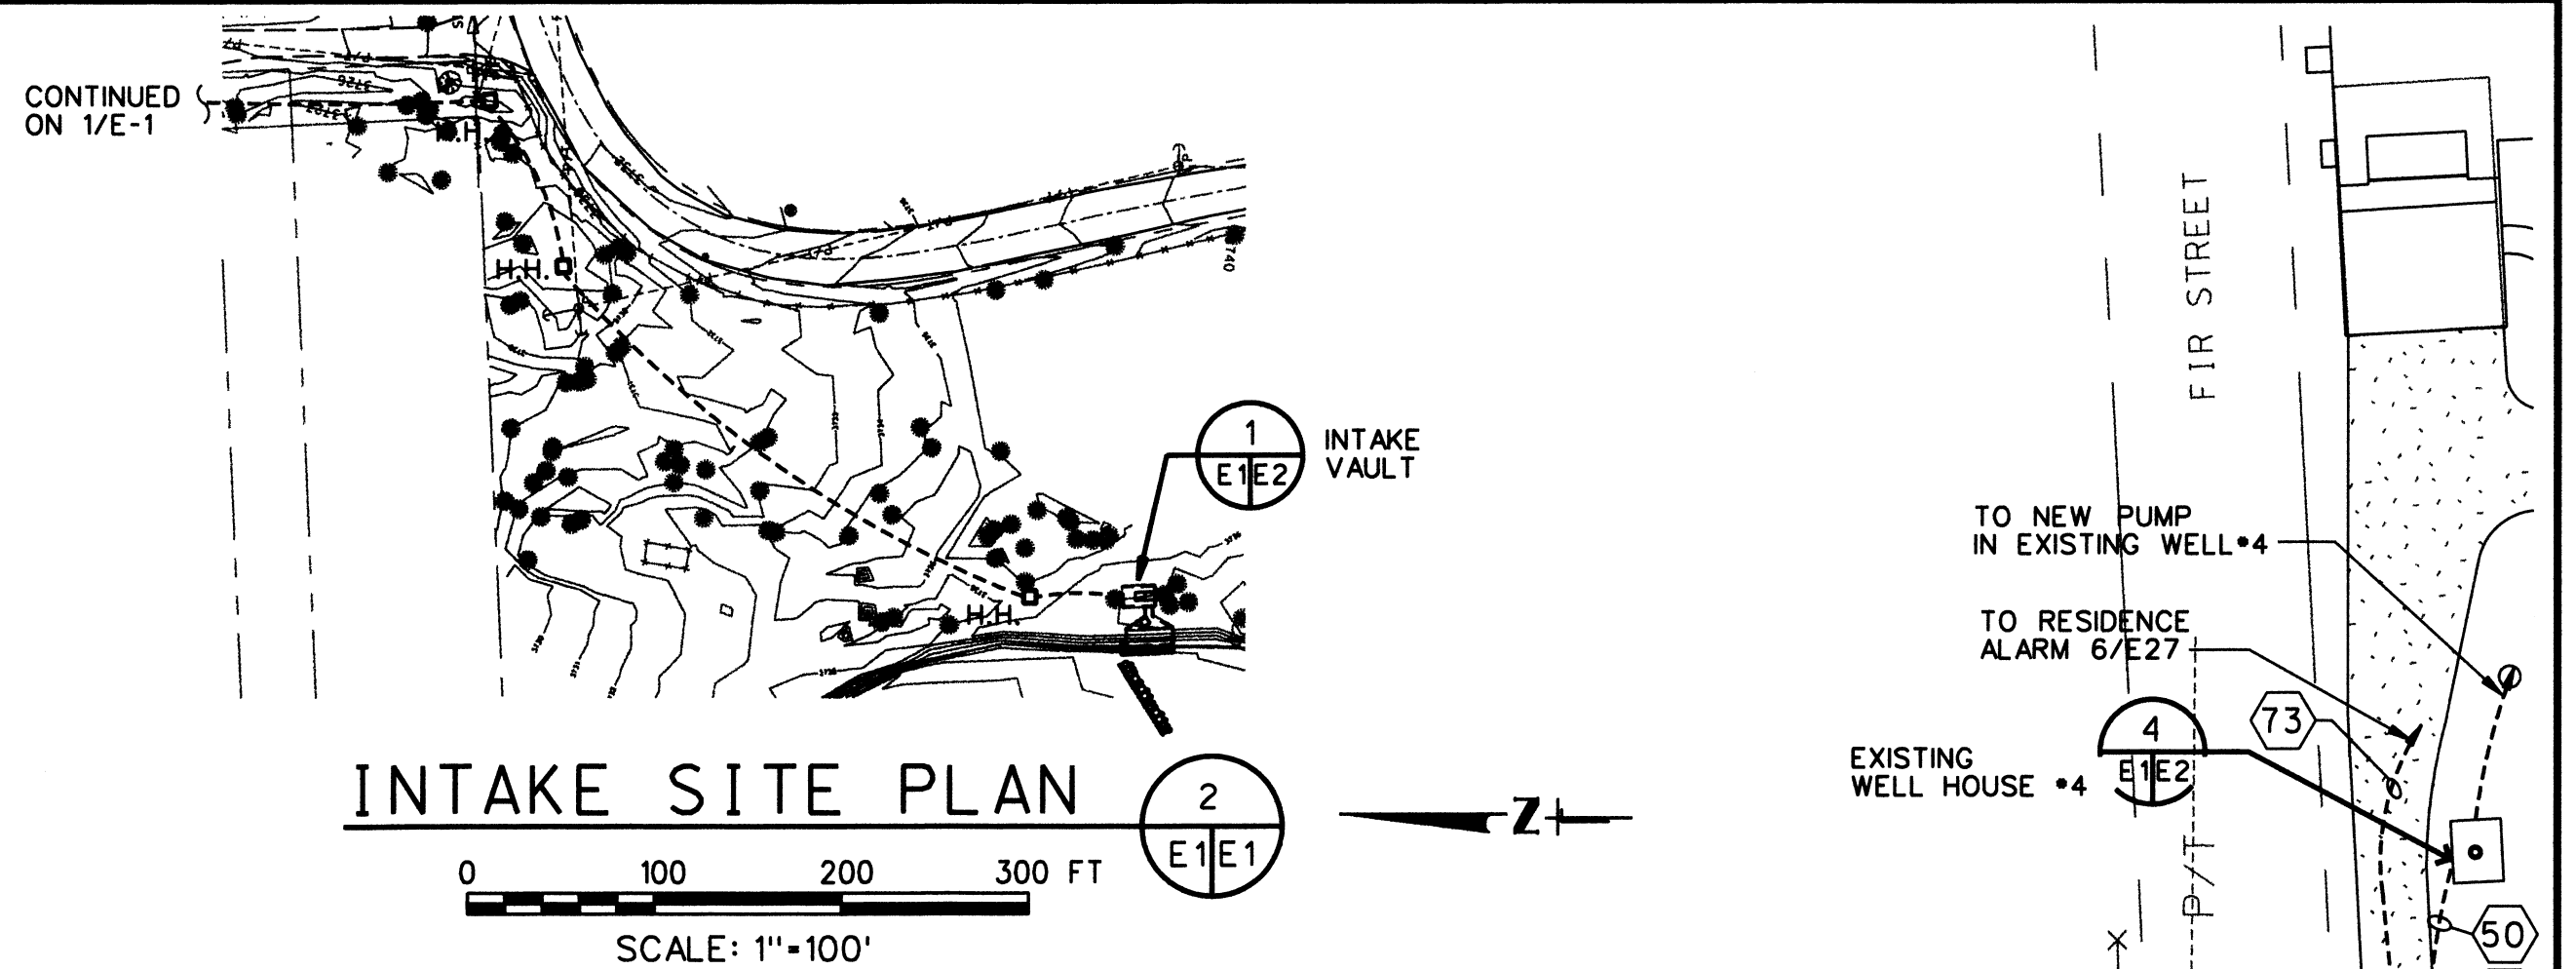 CONTINUED
ON 1/E-1
3726
H.H.
3740
H.H.
1
E1 E2
INTAKE
VAULT
H.H.
INTAKE SITE PLAN
2
E1 E1
N
0 100 200 300 FT
SCALE: 1"=100'
FIR STREET
TO NEW PUMP
IN EXISTING WELL #4
TO RESIDENCE
ALARM 6/E27
73
4
E1 E2
EXISTING
WELL HOUSE #4
P/T
50